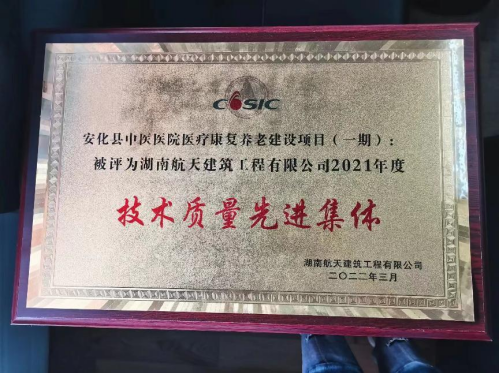 CASIC
安化县中医医院医疗康复养老建设项目（一期）：
被评为湖南航天建筑工程有限公司2021年度
技术质量先进集体
湖南航天建筑工程有限公司
二〇二二年三月